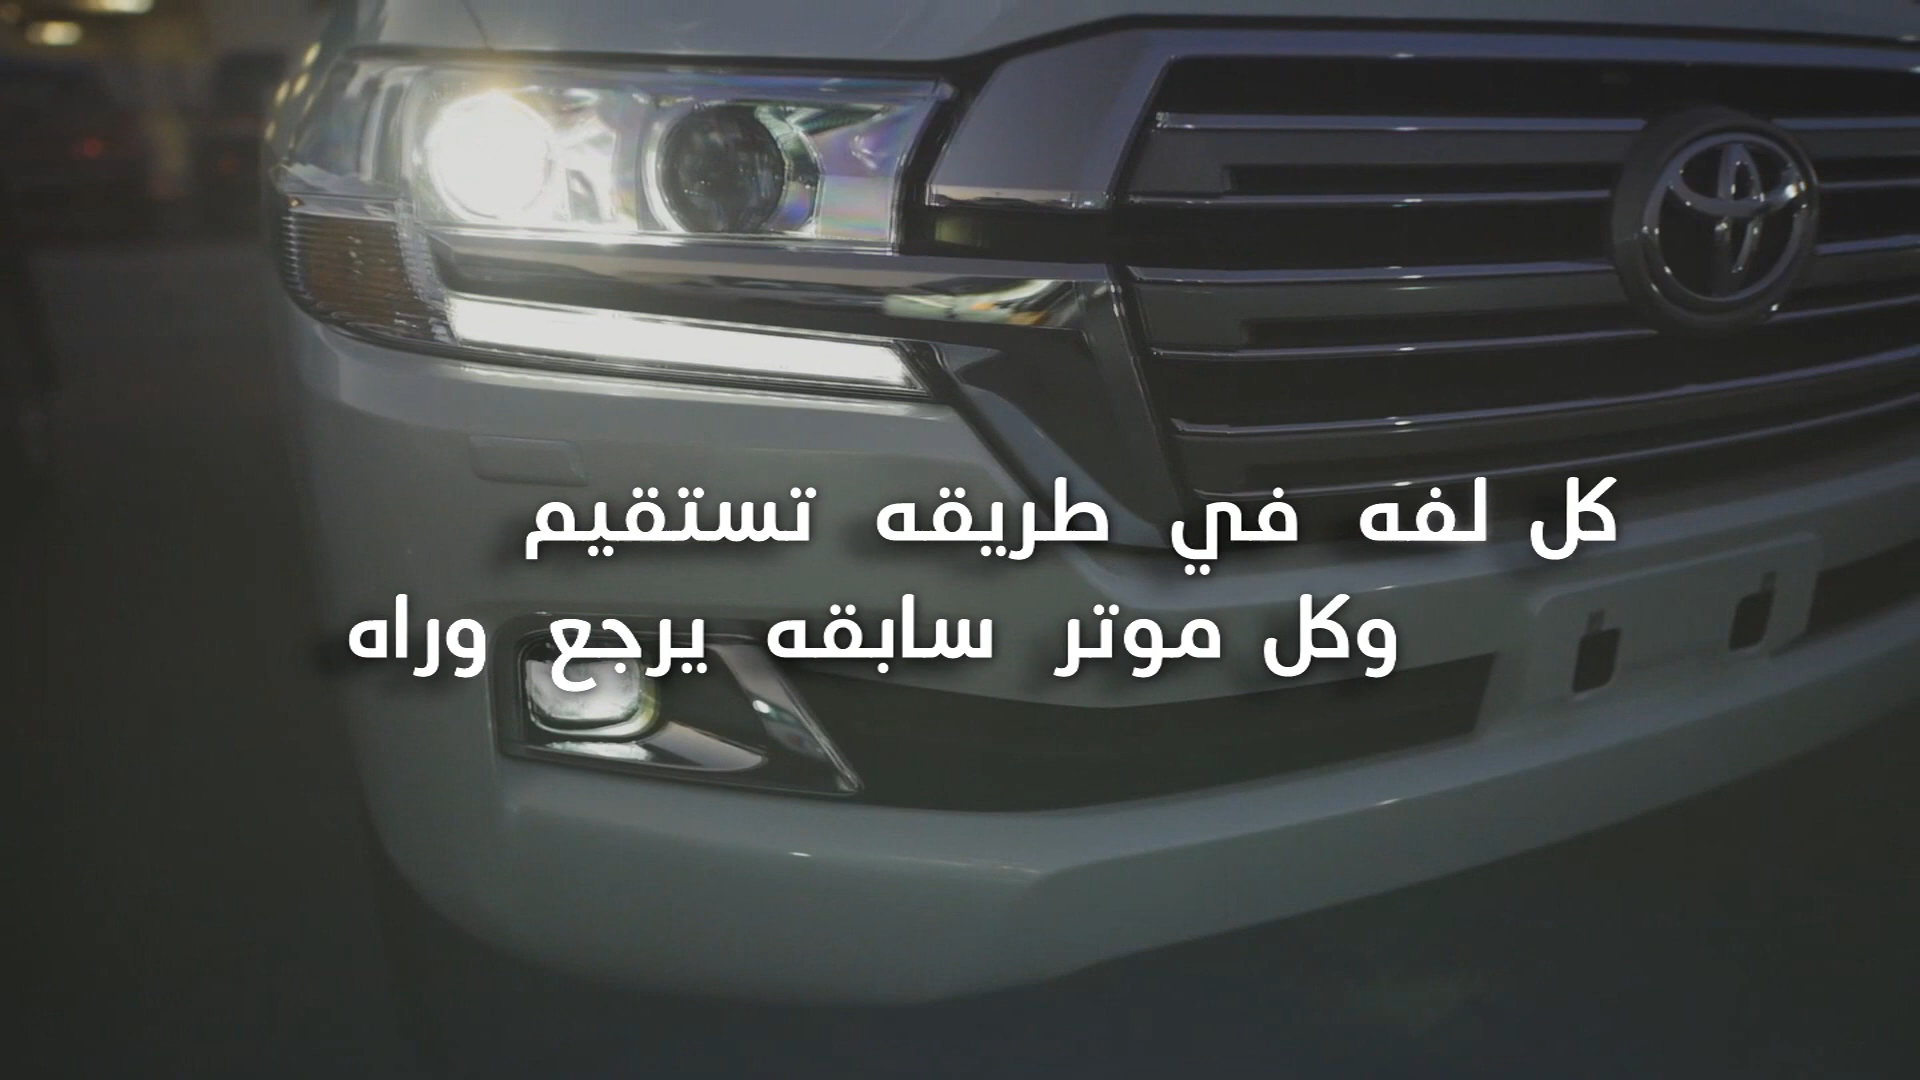 كل لفه في طريقه تستقيم
وكل موتر سابقه يرجع وراه